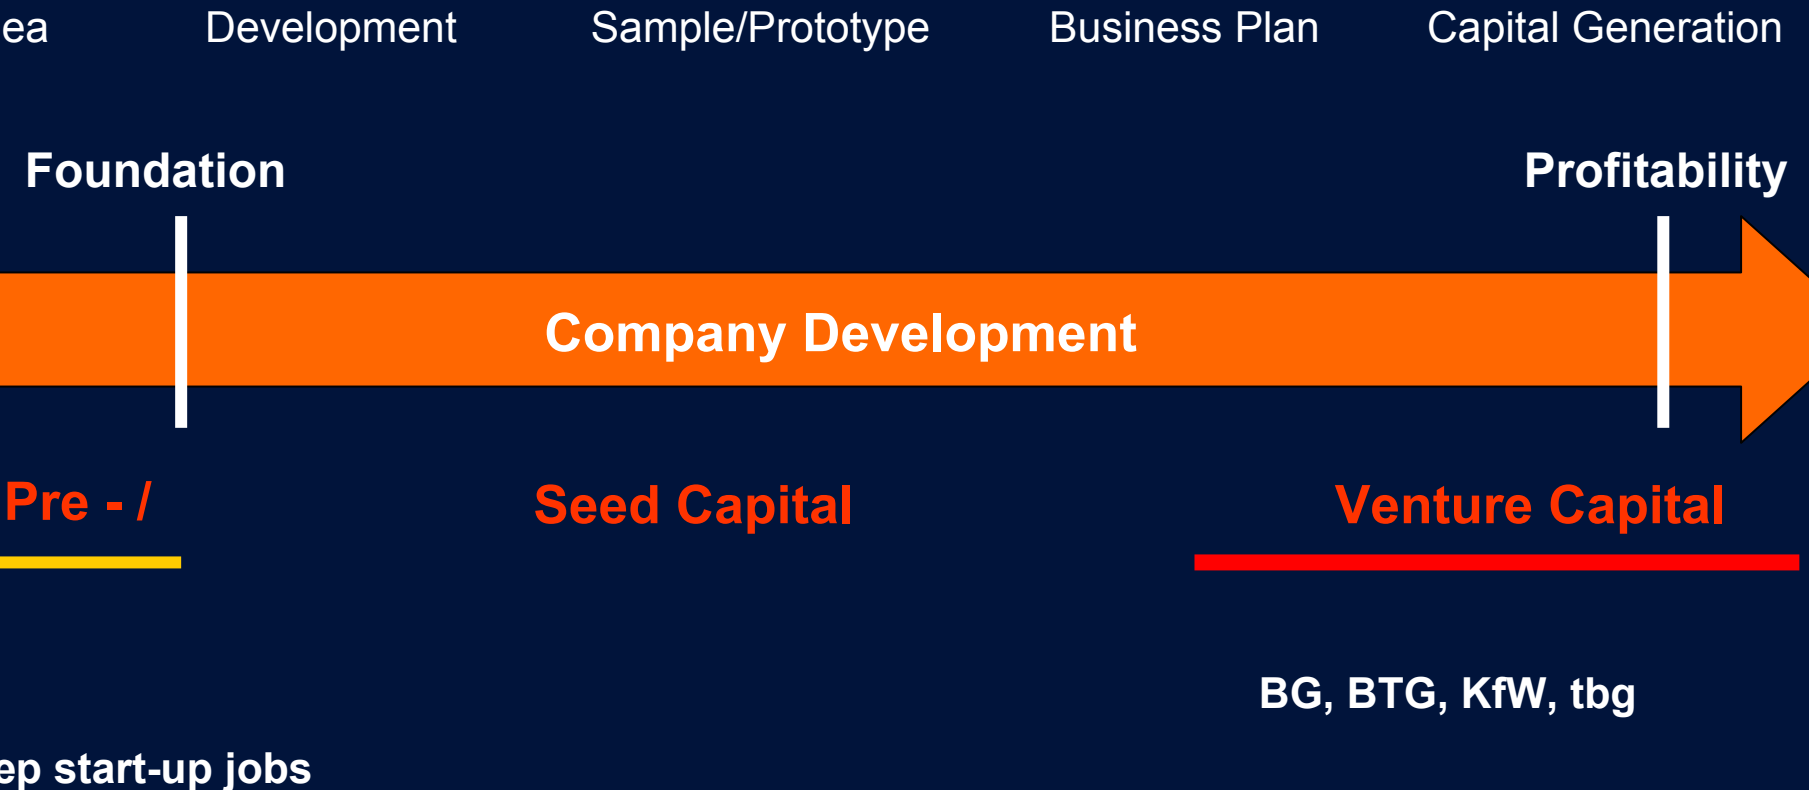 ea Development Sample/Prototype Business Plan Capital Generation
Foundation Profitability
Company Development
Pre - / Seed Capital Venture Capital
BG, BTG, KfW, tbg
ep start-up jobs